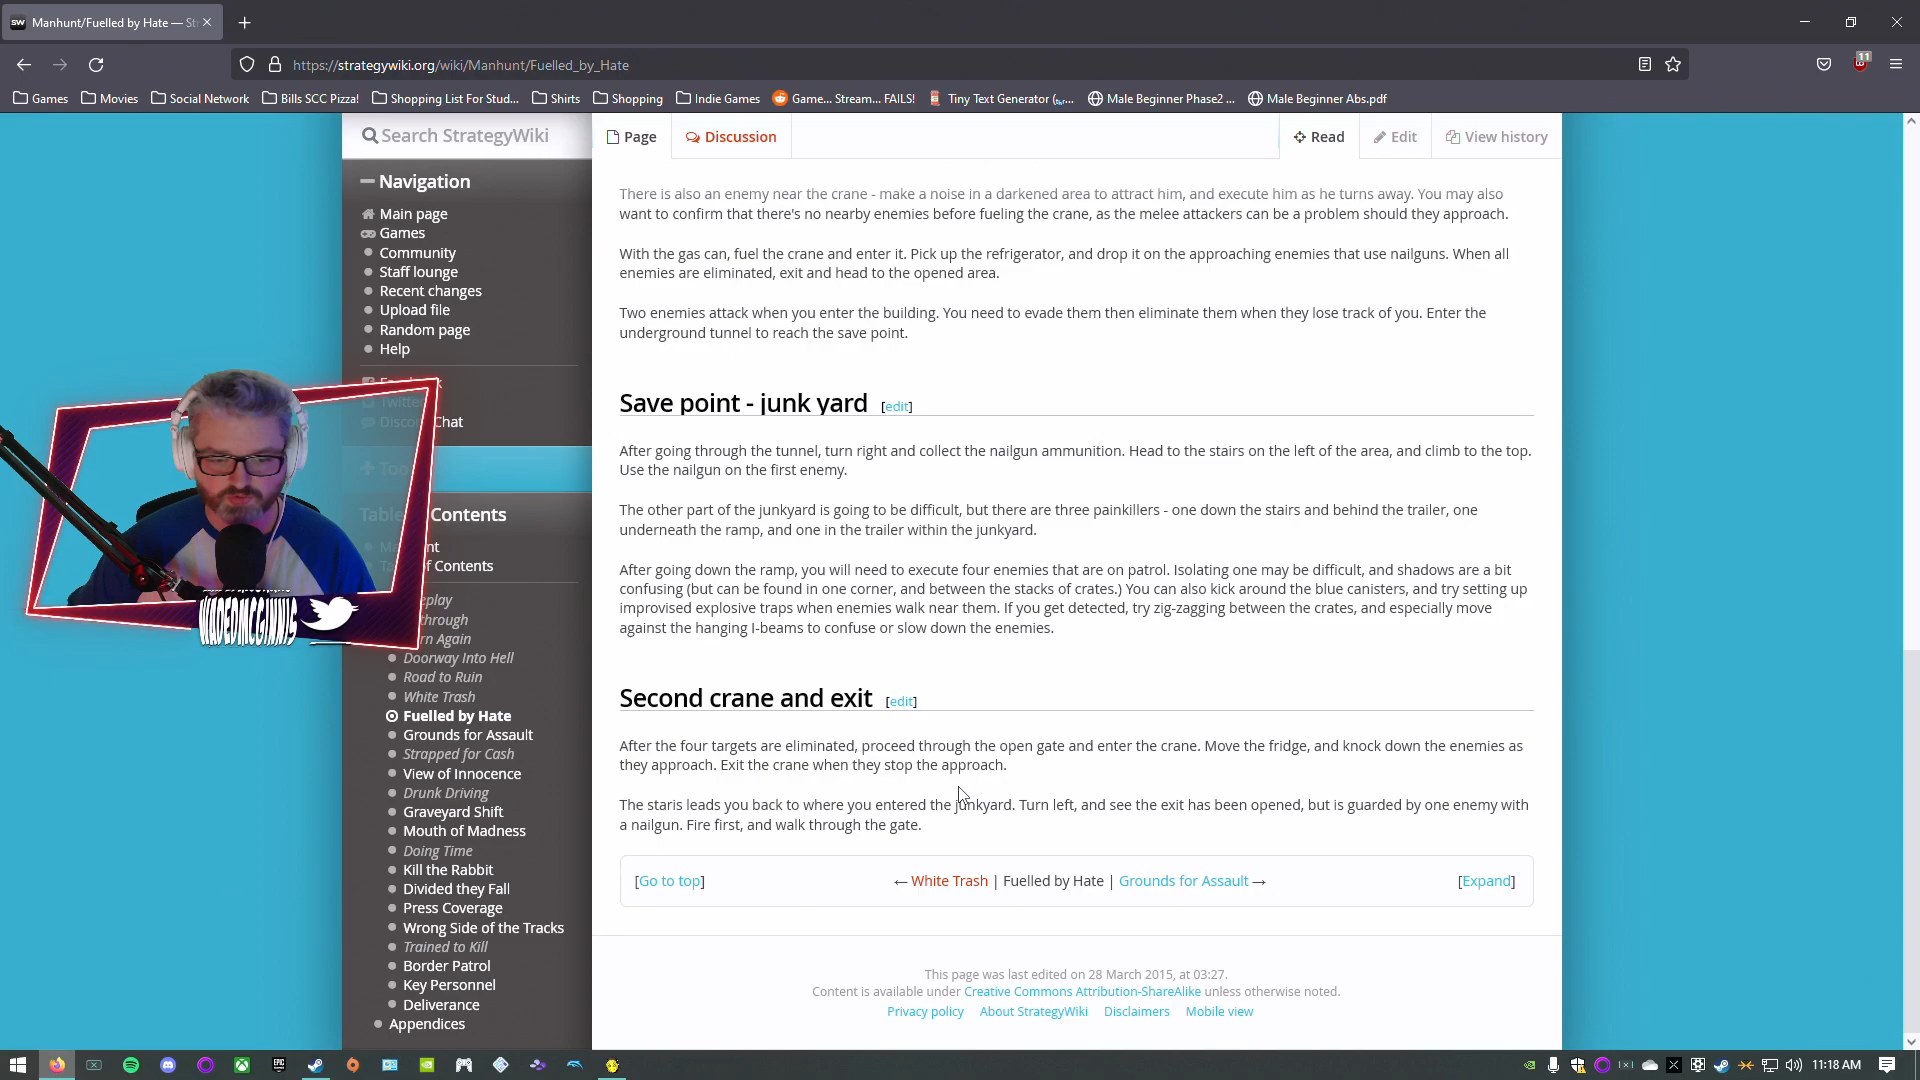 SW Manhunt/Fuelled by Hate — St
https://strategywiki.org/wiki/Manhunt/Fuelled_by_Hate
11
Games Movies Social Network Bills SCC Pizza! Shopping List For Stud... Shirts Shopping Indie Games Game... Stream... FAILS! Tiny Text Generator Male Beginner Phase2 ... Male Beginner Abs.pdf
Search StrategyWiki
Page Discussion Read Edit View history
Navigation
Main page
Games
Community
Staff lounge
Recent changes
Upload file
Random page
Help
Chat
Contents
of Contents
Doorway Into Hell
Road to Ruin
White Trash
Fuelled by Hate
Grounds for Assault
Strapped for Cash
View of Innocence
Drunk Driving
Graveyard Shift
Mouth of Madness
Doing Time
Kill the Rabbit
Divided they Fall
Press Coverage
Wrong Side of the Tracks
Trained to Kill
Border Patrol
Key Personnel
Deliverance
Appendices
There is also an enemy near the crane - make a noise in a darkened area to attract him, and execute him as he turns away. You may also
want to confirm that there's no nearby enemies before fueling the crane, as the melee attackers can be a problem should they approach.
With the gas can, fuel the crane and enter it. Pick up the refrigerator, and drop it on the approaching enemies that use nailguns. When all
enemies are eliminated, exit and head to the opened area.
Two enemies attack when you enter the building. You need to evade them then eliminate them when they lose track of you. Enter the
underground tunnel to reach the save point.
Save point - junk yard [edit]
After going through the tunnel, turn right and collect the nailgun ammunition. Head to the stairs on the left of the area, and climb to the top.
Use the nailgun on the first enemy.
The other part of the junkyard is going to be difficult, but there are three painkillers - one down the stairs and behind the trailer, one
underneath the ramp, and one in the trailer within the junkyard.
After going down the ramp, you will need to execute four enemies that are on patrol. Isolating one may be difficult, and shadows are a bit
confusing (but can be found in one corner, and between the stacks of crates.) You can also kick around the blue canisters, and try setting up
improvised explosive traps when enemies walk near them. If you get detected, try zig-zagging between the crates, and especially move
against the hanging I-beams to confuse or slow down the enemies.
Second crane and exit [edit]
After the four targets are eliminated, proceed through the open gate and enter the crane. Move the fridge, and knock down the enemies as
they approach. Exit the crane when they stop the approach.
The staris leads you back to where you entered the junkyard. Turn left, and see the exit has been opened, but is guarded by one enemy with
a nailgun. Fire first, and walk through the gate.
[Go to top] ← White Trash | Fuelled by Hate | Grounds for Assault → [Expand]
This page was last edited on 28 March 2015, at 03:27.
Content is available under Creative Commons Attribution-ShareAlike unless otherwise noted.
Privacy policy About StrategyWiki Disclaimers Mobile view
WADEDMCGINNIS
11:18 AM